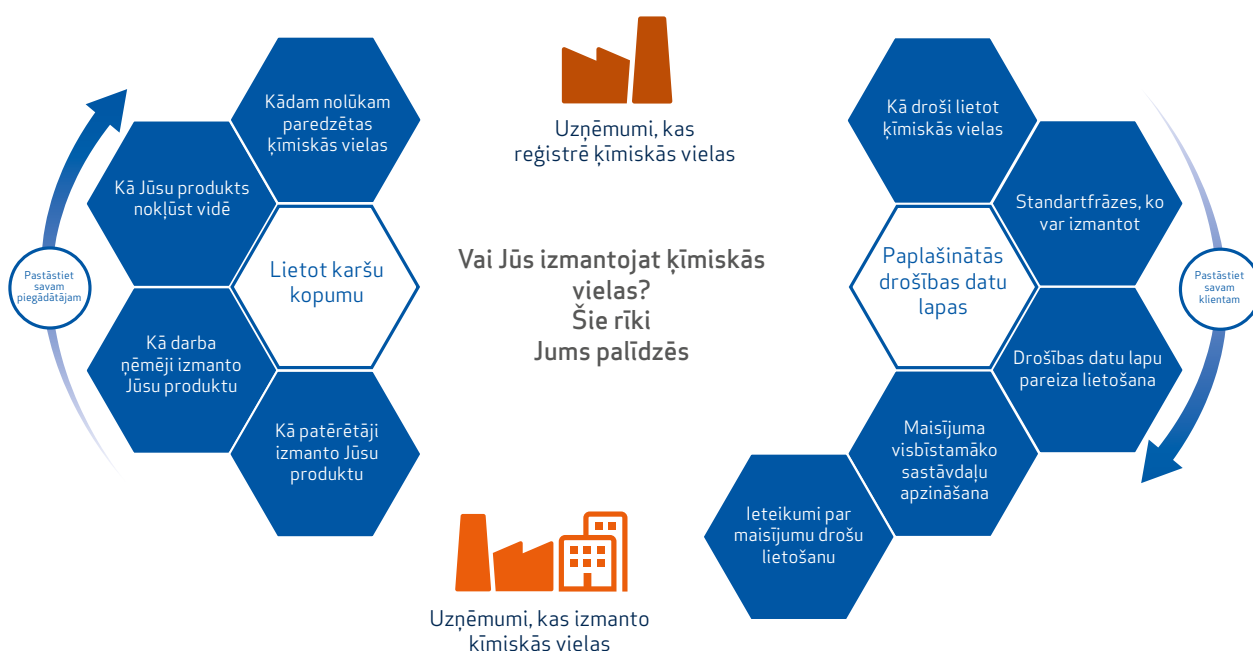 Kādam nolūkam
paredzētas
ķīmiskās vielas
Kā Jūsu produkts
nokļūst vidē
Lietot karšu
kopumu
Pastāstiet
savam
piegādātājam
Kā darba
ņēmēji izmanto
Jūsu produktu
Kā patērētāji
izmanto Jūsu
produktu
Uzņēmumi, kas
reģistrē ķīmiskās vielas
Vai Jūs izmantojat ķīmiskās
vielas?
Šie rīki
Jums palīdzēs
Uzņēmumi, kas izmanto
ķīmiskās vielas
Kā droši lietot
ķīmiskās vielas
Standartfrāzes, ko
var izmantot
Paplašinātās
drošības datu
lapas
Pastāstiet
savam
klientam
Drošības datu lapu
pareiza lietošana
Maisījuma
visbīstamāko
sastāvdaļu
apzināšana
Ieteikumi par
maisījumu drošu
lietošanu